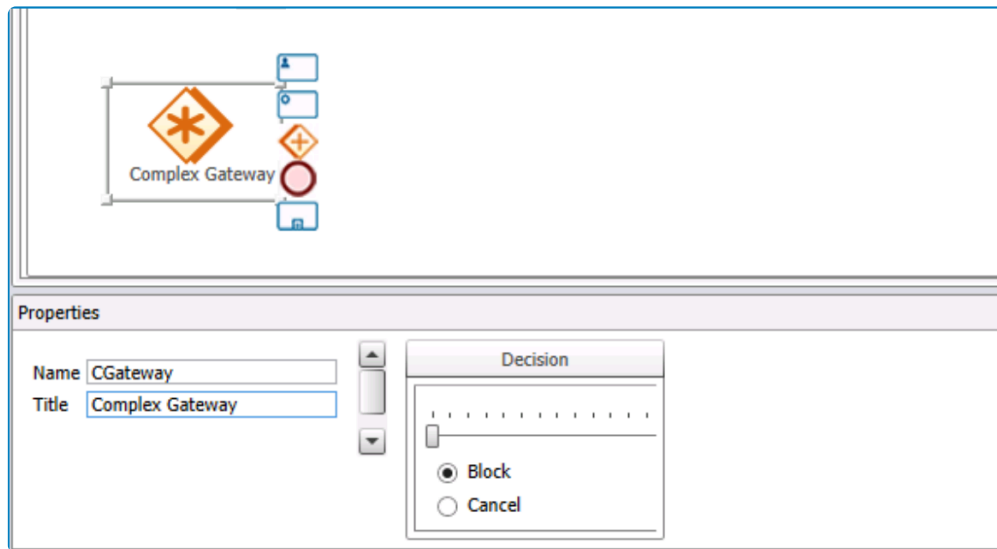 Complex Gateway
Properties
Name CGateway
Title Complex Gateway
Decision
Block
Cancel